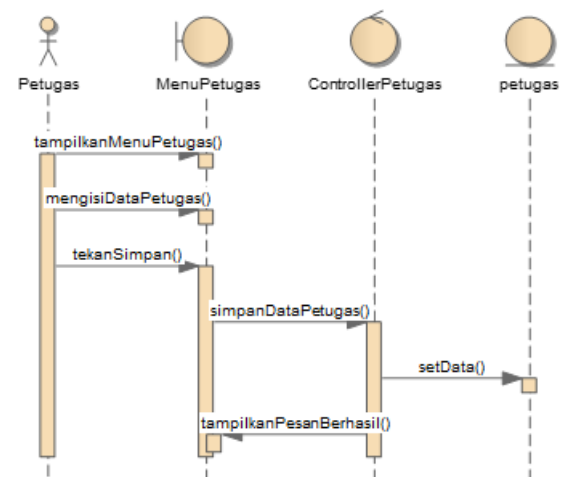 Petugas
MenuPetugas
ControllerPetugas
petugas
tampilkanMenuPetugas()
mengisiDataPetugas()
tekanSimpan()
simpanDataPetugas()
setData()
tampilkanPesanBerhasil()